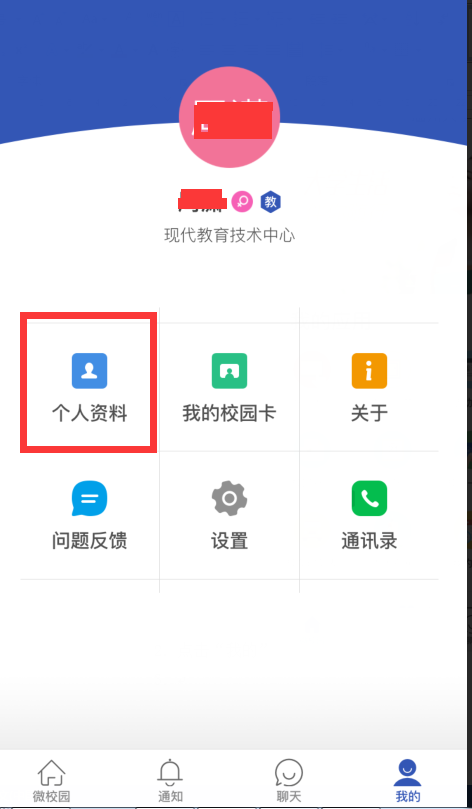 教
现代教育技术中心
个人资料
我的校园卡
关于
问题反馈
设置
通讯录
微校园
通知
聊天
我的